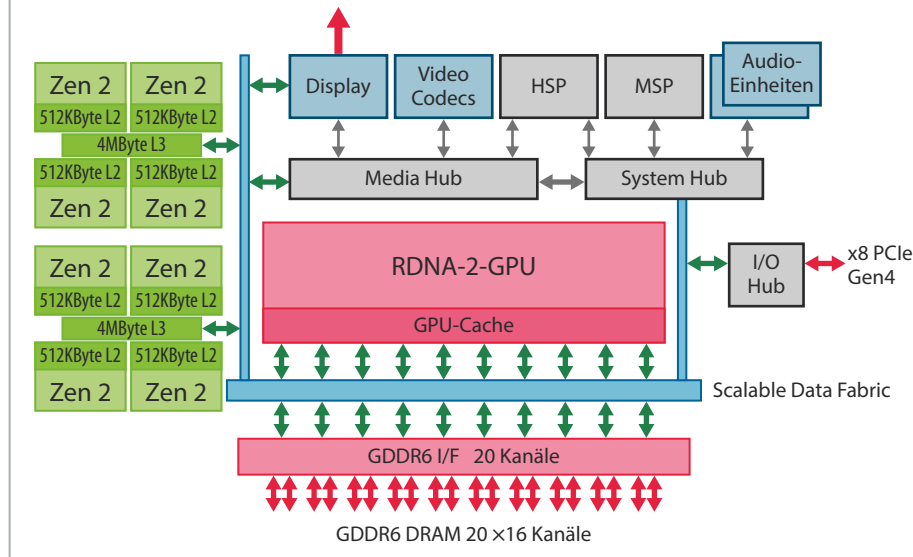 Zen 2 Zen 2
512KByte L2 512KByte L2
4MByte L3
512KByte L2 512KByte L2
Zen 2 Zen 2
Zen 2 Zen 2
512KByte L2 512KByte L2
4MByte L3
512KByte L2 512KByte L2
Zen 2 Zen 2
Display
Video
Codecs
HSP
MSP
Audio-
Einheiten
Media Hub
System Hub
RDNA-2-GPU
GPU-Cache
I/O
Hub
x8 PCIe
Gen4
Scalable Data Fabric
GDDR6 I/F 20 Kanäle
GDDR6 DRAM 20 ×16 Kanäle